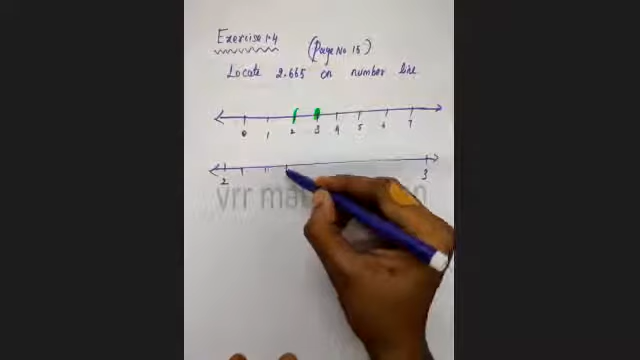 Exercise 1.4
(Page No 15)
Locate 2.665 on number line
0 1 2 3 4 5 6 7
2 3
vrr ma